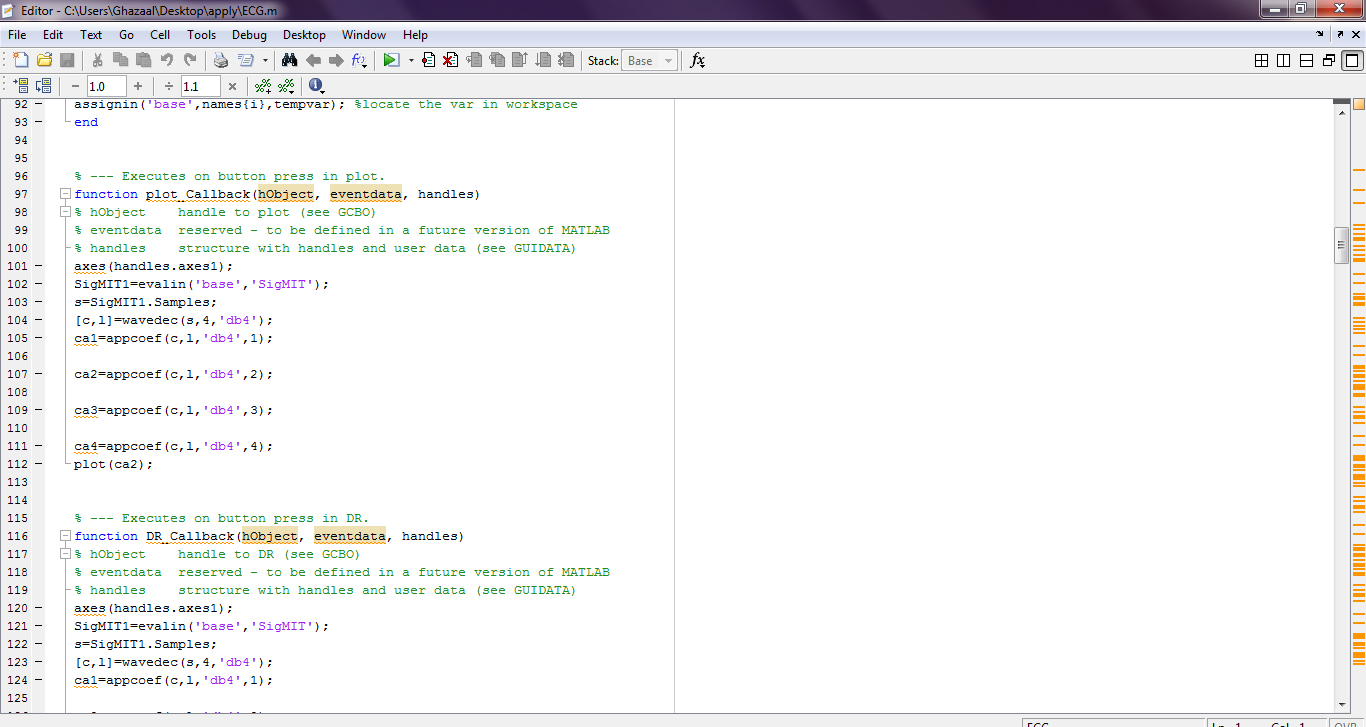 Editor - C:\Users\Ghazaal\Desktop\apply\ECG.m
File Edit Text Go Cell Tools Debug Desktop Window Help
Stack: Base fx
− 1.0 + ÷ 1.1 ×
92 assignin('base',names{i},tempvar); %locate the var in workspace
93 − end
94
95
96 % --- Executes on button press in plot.
97 function plot_Callback(hObject, eventdata, handles)
98 % hObject    handle to plot (see GCBO)
99 % eventdata  reserved - to be defined in a future version of MATLAB
100 % handles    structure with handles and user data (see GUIDATA)
101 − axes(handles.axes1);
102 − SigMIT1=evalin('base','SigMIT');
103 − s=SigMIT1.Samples;
104 − [c,l]=wavedec(s,4,'db4');
105 − ca1=appcoef(c,l,'db4',1);
106
107 − ca2=appcoef(c,l,'db4',2);
108
109 − ca3=appcoef(c,l,'db4',3);
110
111 − ca4=appcoef(c,l,'db4',4);
112 − plot(ca2);
113
114
115 % --- Executes on button press in DR.
116 function DR_Callback(hObject, eventdata, handles)
117 % hObject    handle to DR (see GCBO)
118 % eventdata  reserved - to be defined in a future version of MATLAB
119 % handles    structure with handles and user data (see GUIDATA)
120 − axes(handles.axes1);
121 − SigMIT1=evalin('base','SigMIT');
122 − s=SigMIT1.Samples;
123 − [c,l]=wavedec(s,4,'db4');
124 − ca1=appcoef(c,l,'db4',1);
125